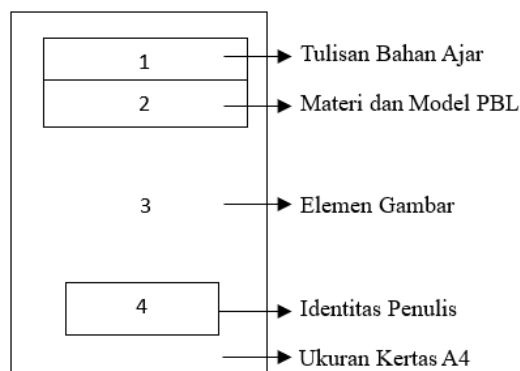 1 Tulisan Bahan Ajar
2 Materi dan Model PBL
3 Elemen Gambar
4 Identitas Penulis
Ukuran Kertas A4